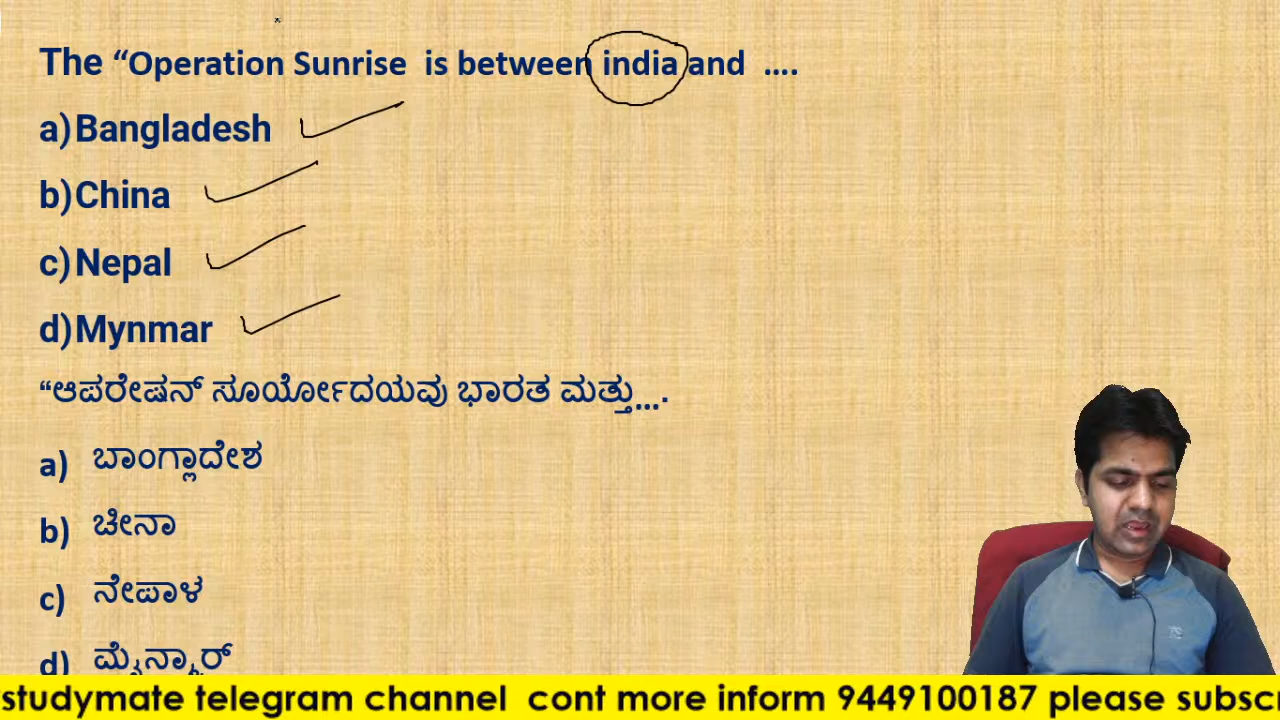 The “Operation Sunrise is between india and ….
a)Bangladesh
b)China
c)Nepal
d)Mynmar
“ಆಪರೇಷನ್ ಸೂರ್ಯೋದಯವು ಭಾರತ ಮತ್ತು….
a) ಬಾಂಗ್ಲಾದೇಶ
b) ಚೀನಾ
c) ನೇಪಾಳ
d) ಮೈನ್ಮಾರ್
studymate telegram channel cont more inform 9449100187 please subsc